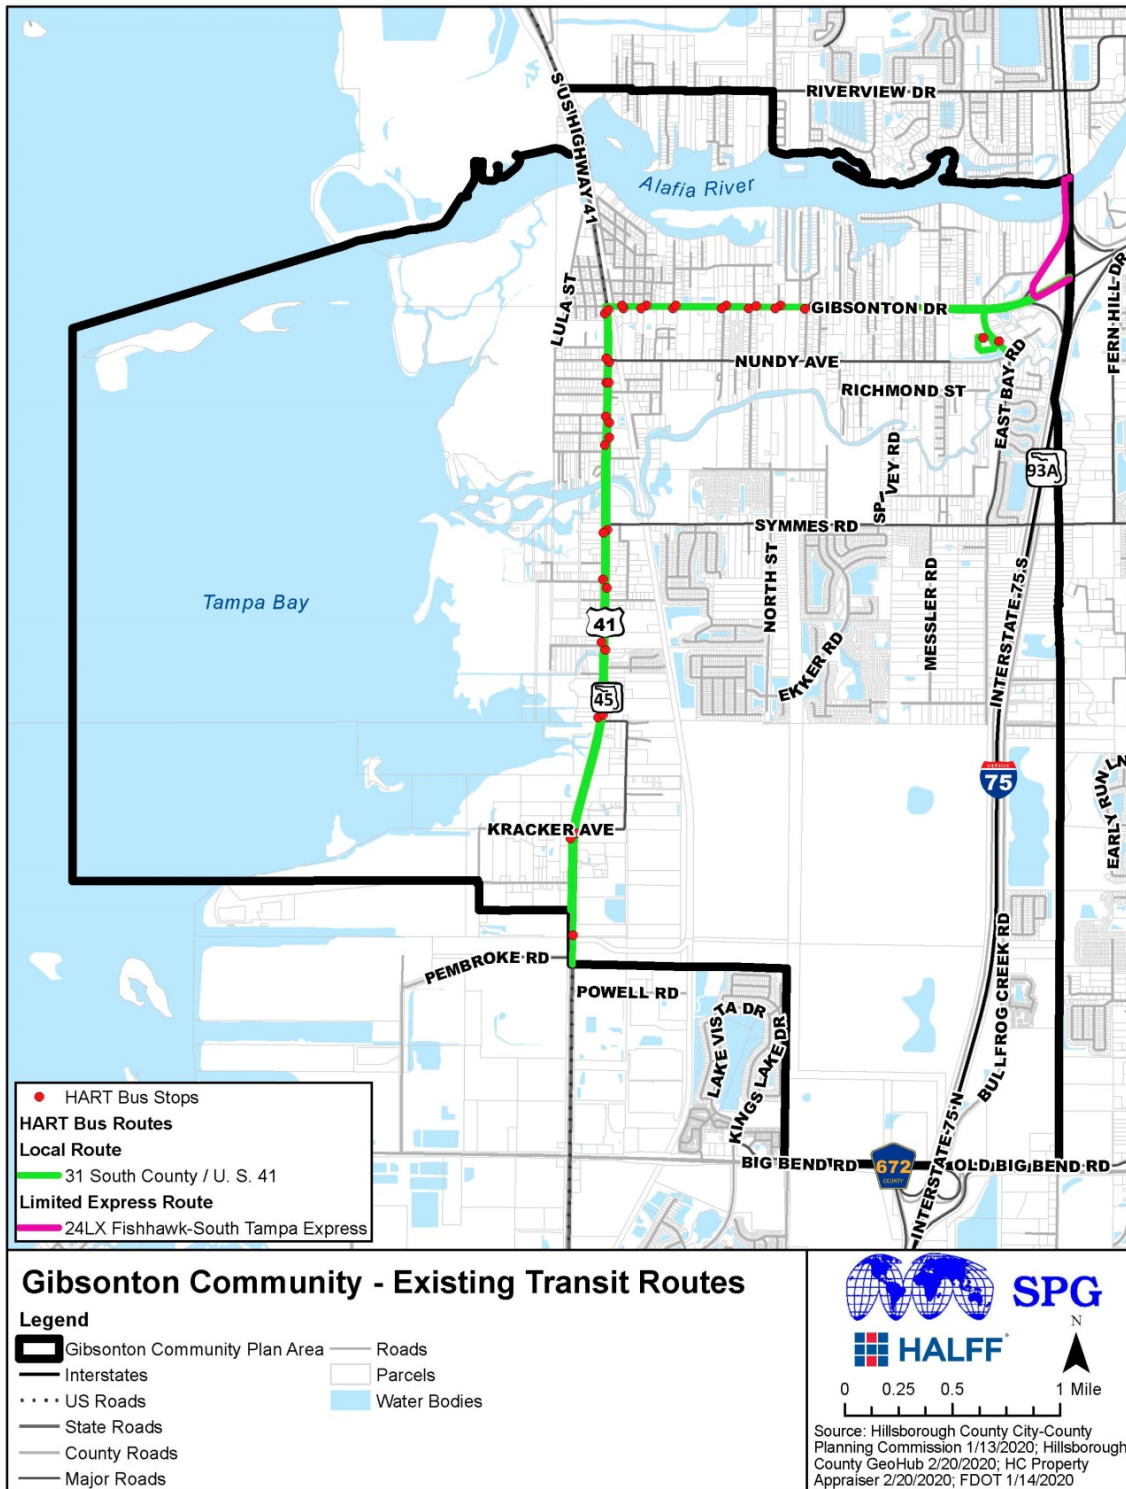 RIVERVIEW DR
S US HIGHWAY 41
Alafia River
FERN HILL DR
LULA ST
GIBSONTON DR
NUNDY AVE
EAST BAY RD
RICHMOND ST
93A
SP VEY RD
SYMMES RD
NORTH ST
MESSLER RD
INTERSTATE 75 S
Tampa Bay
41
EKKER RD
45
75
EARLY RUN LN
KRACKER AVE
BULLFROG CREEK RD
PEMBROKE RD
POWELL RD
LAKE VISTA DR
KINGS LAKE DR
INTERSTATE 75 N
BIG BEND RD
672
COUNTY
OLD BIG BEND RD
HART Bus Stops
HART Bus Routes
Local Route
31 South County / U. S. 41
Limited Express Route
24LX Fishhawk-South Tampa Express
Gibsonton Community - Existing Transit Routes
Legend
Gibsonton Community Plan Area
Interstates
US Roads
State Roads
County Roads
Major Roads
Roads
Parcels
Water Bodies
SPG
HALFF
N
0 0.25 0.5 1 Mile
Source: Hillsborough County City-County
Planning Commission 1/13/2020; Hillsborough
County GeoHub 2/20/2020; HC Property
Appraiser 2/20/2020; FDOT 1/14/2020